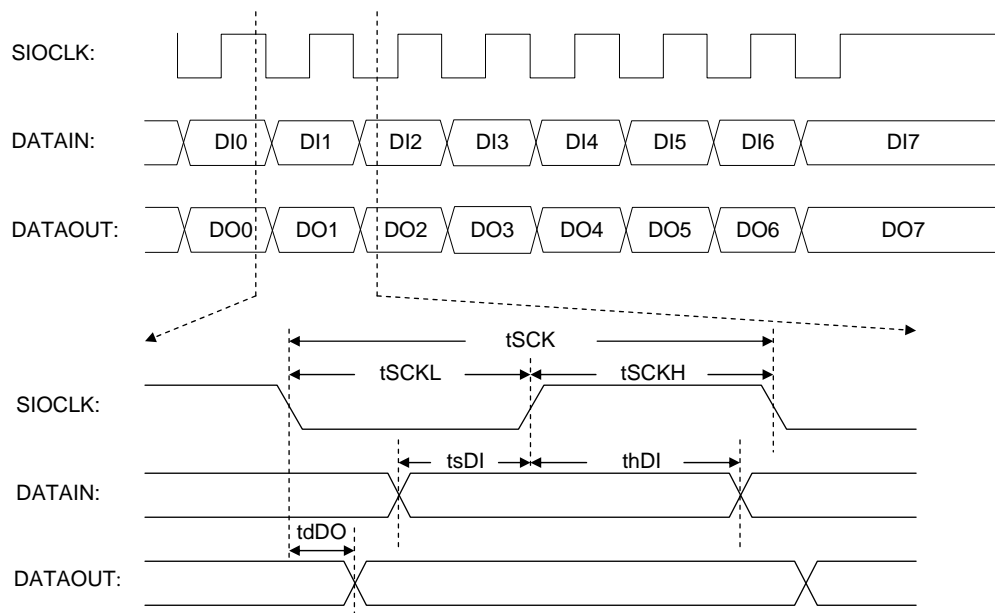 SIOCLK:
DATAIN: DI0 DI1 DI2 DI3 DI4 DI5 DI6 DI7
DATAOUT: DO0 DO1 DO2 DO3 DO4 DO5 DO6 DO7
tSCK
tSCKL tSCKH
SIOCLK:
tsDI thDI
DATAIN:
tdDO
DATAOUT: